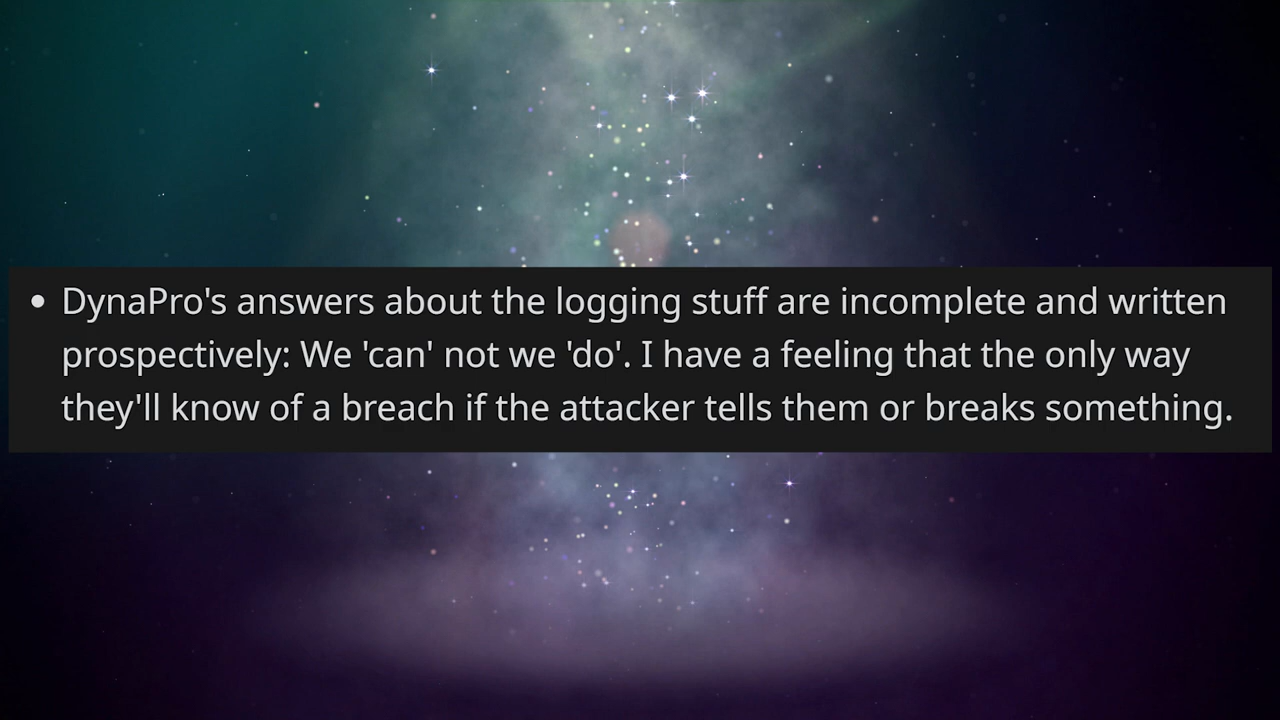 • DynaPro's answers about the logging stuff are incomplete and written
prospectively: We 'can' not we 'do'. I have a feeling that the only way
they'll know of a breach if the attacker tells them or breaks something.